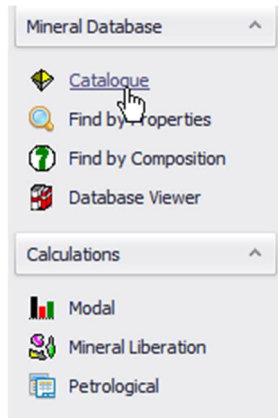 Mineral Database
Catalogue
Find by Properties
Find by Composition
Database Viewer
Calculations
Modal
Mineral Liberation
Petrological